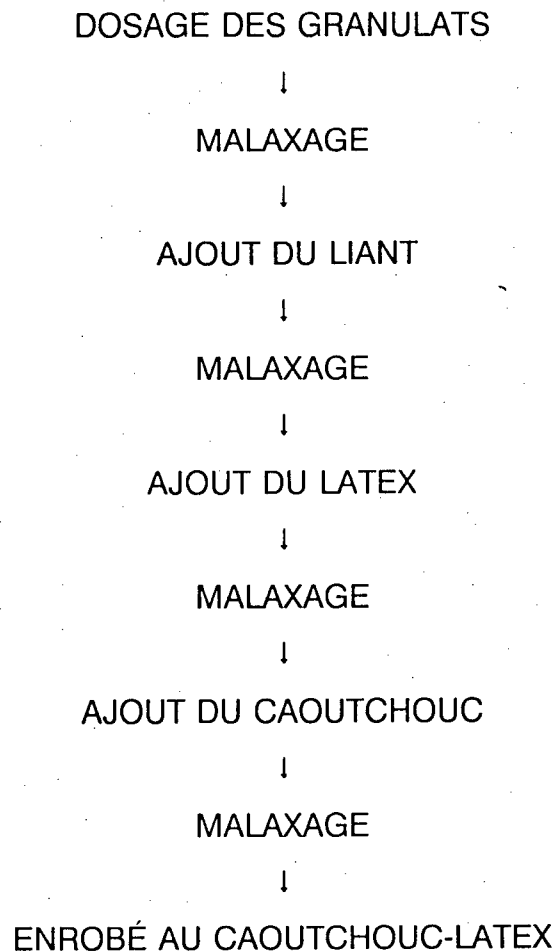 DOSAGE DES GRANULATS
↓
MALAXAGE
↓
AJOUT DU LIANT
↓
MALAXAGE
↓
AJOUT DU LATEX
↓
MALAXAGE
↓
AJOUT DU CAOUTCHOUC
↓
MALAXAGE
↓
ENROBÉ AU CAOUTCHOUC-LATEX